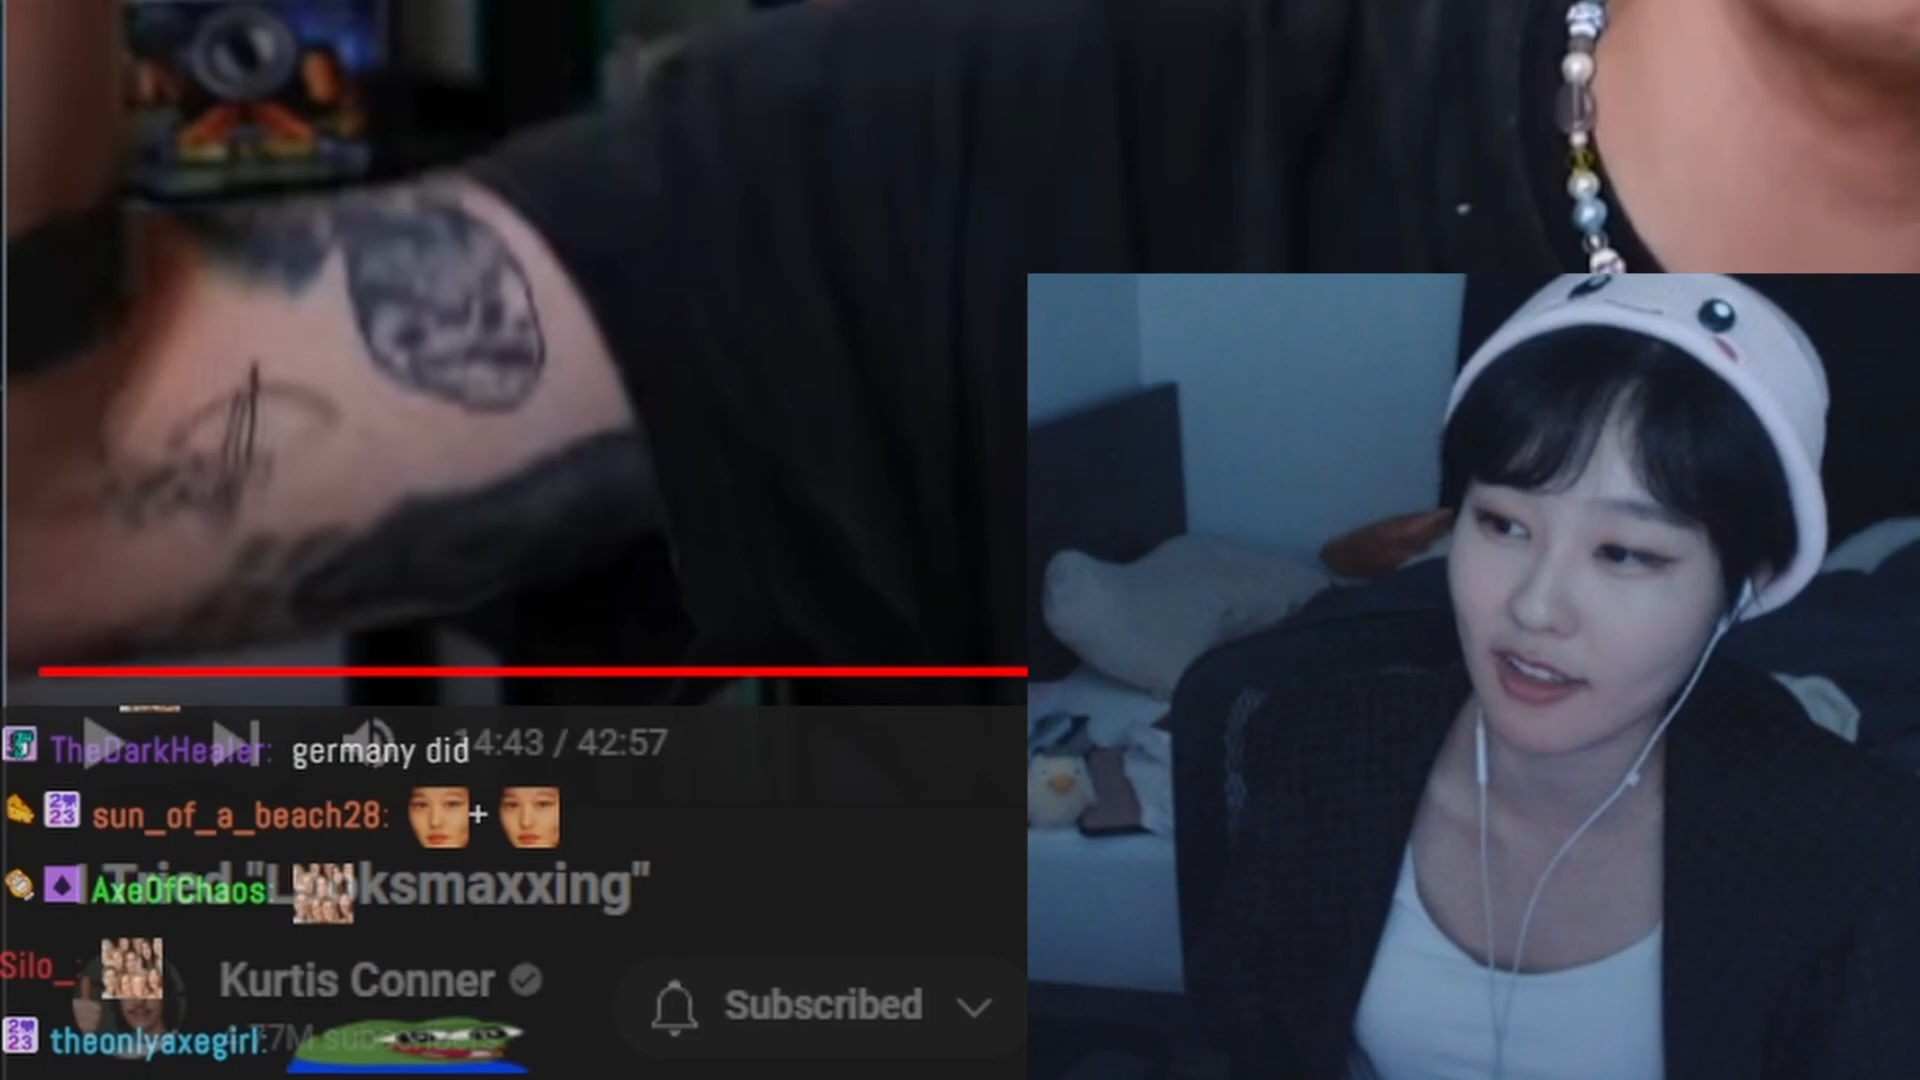 14:43 / 42:57
TheDarkHealer: germany did
sun_of_a_beach28: +
I Tried "Looksmaxxing"
AxeOfChaos:
Silo_:
Kurtis Conner
Subscribed
theonlyaxegirl: